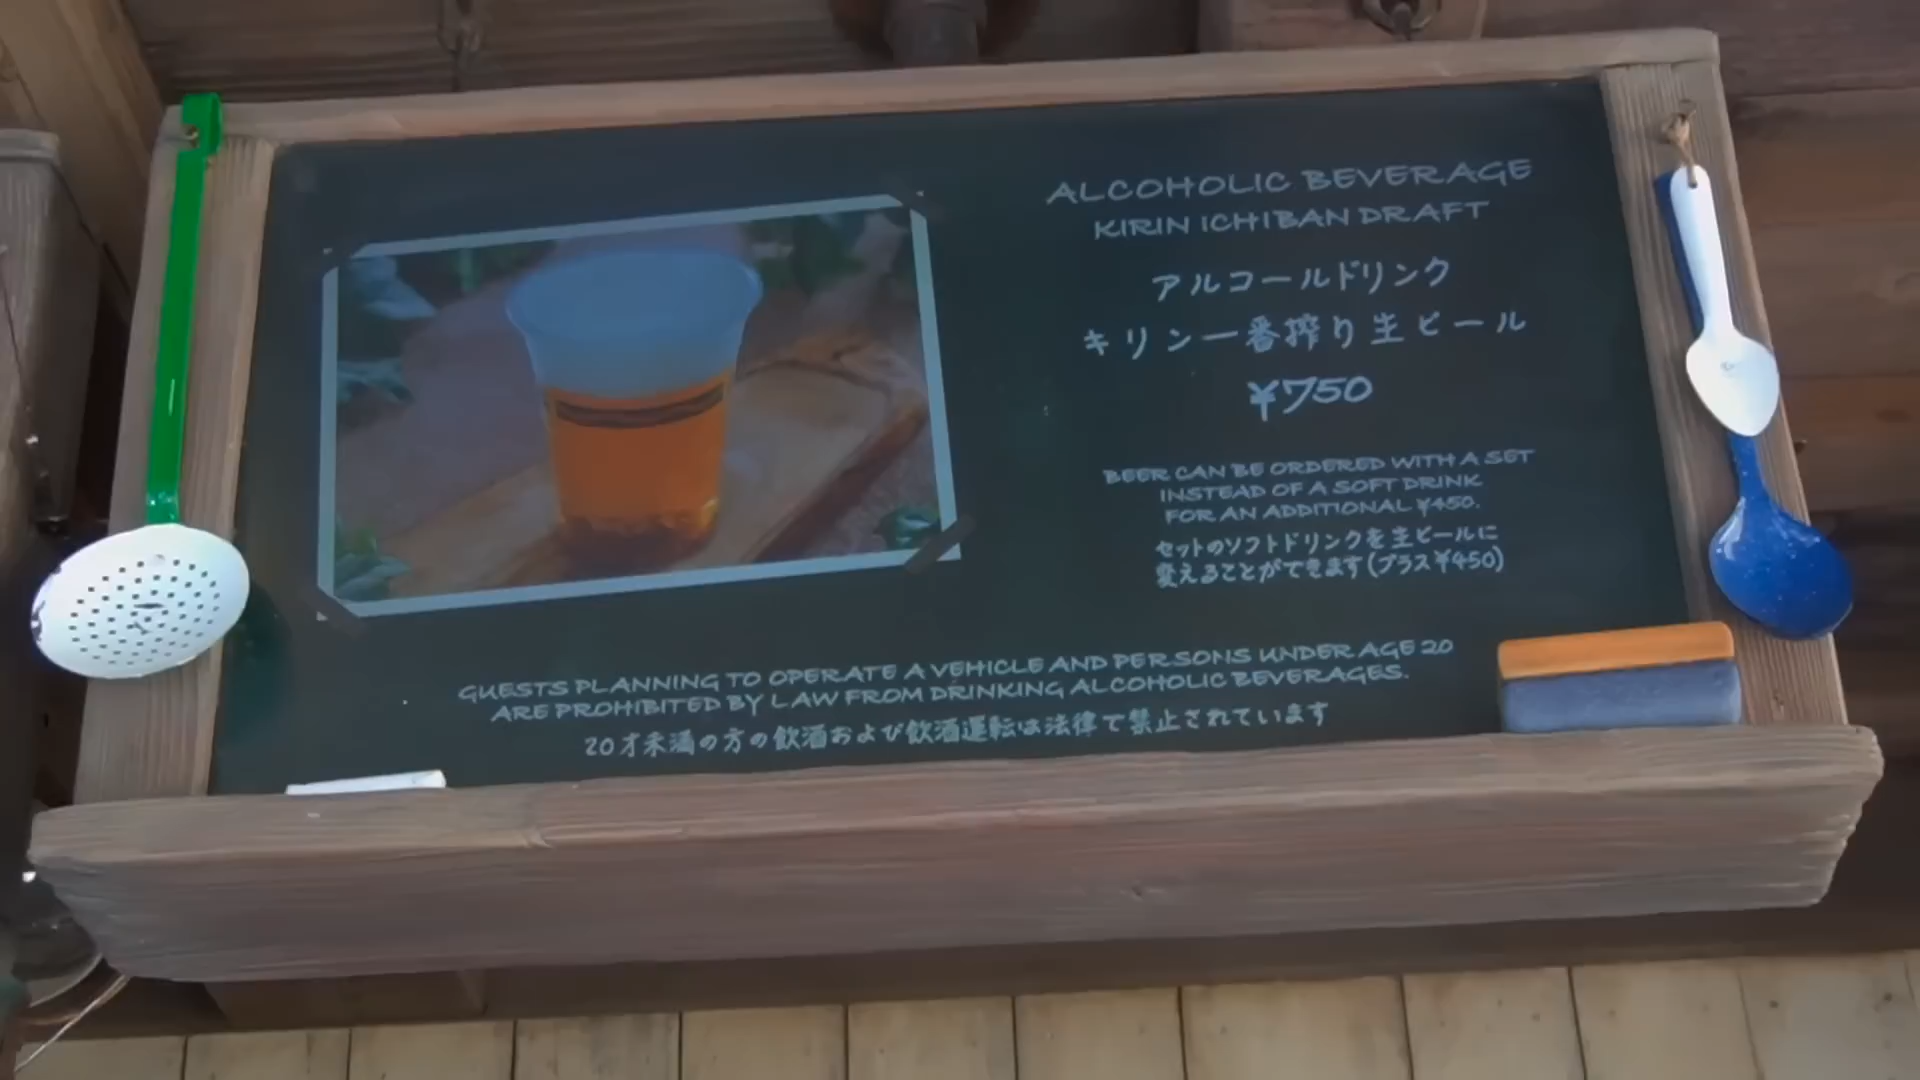 ALCOHOLIC BEVERAGE
KIRIN ICHIBAN DRAFT
アルコールドリンク
キリン一番搾り生ビール
¥750
BEER CAN BE ORDERED WITH A SET
INSTEAD OF A SOFT DRINK
FOR AN ADDITIONAL ¥450.
セットのソフトドリンクを生ビールに
変えることができます(プラス¥450)
GUESTS PLANNING TO OPERATE A VEHICLE AND PERSONS UNDER AGE 20
ARE PROHIBITED BY LAW FROM DRINKING ALCOHOLIC BEVERAGES.
20才未満の方の飲酒および飲酒運転は法律で禁止されています